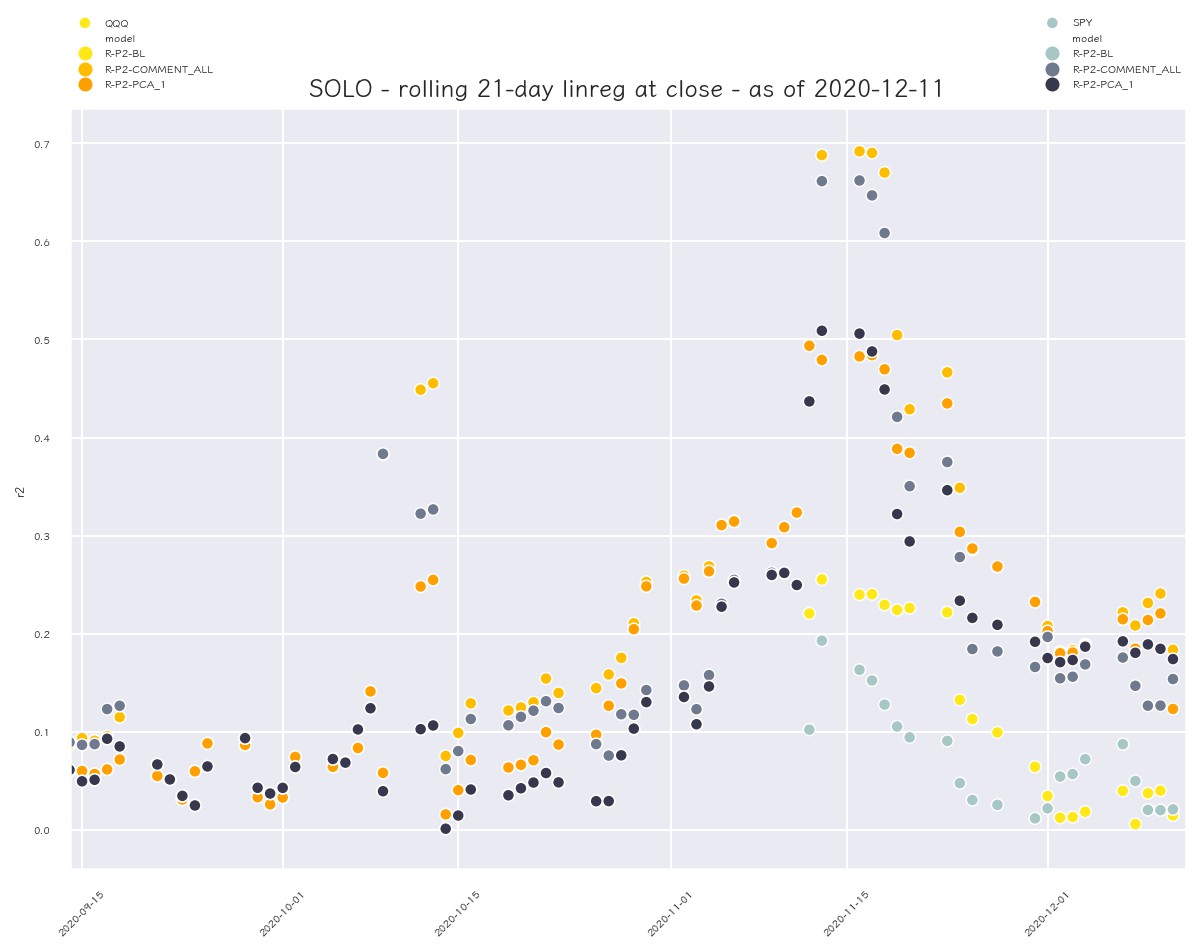 QQQ
model
R-P2-BL
R-P2-COMMENT_ALL
R-P2-PCA_1
SPY
model
R-P2-BL
R-P2-COMMENT_ALL
R-P2-PCA_1
SOLO - rolling 21-day linreg at close - as of 2020-12-11
0.7
0.6
0.5
0.4
0.3
0.2
0.1
0.0
r2
2020-09-15
2020-10-01
2020-10-15
2020-11-01
2020-11-15
2020-12-01